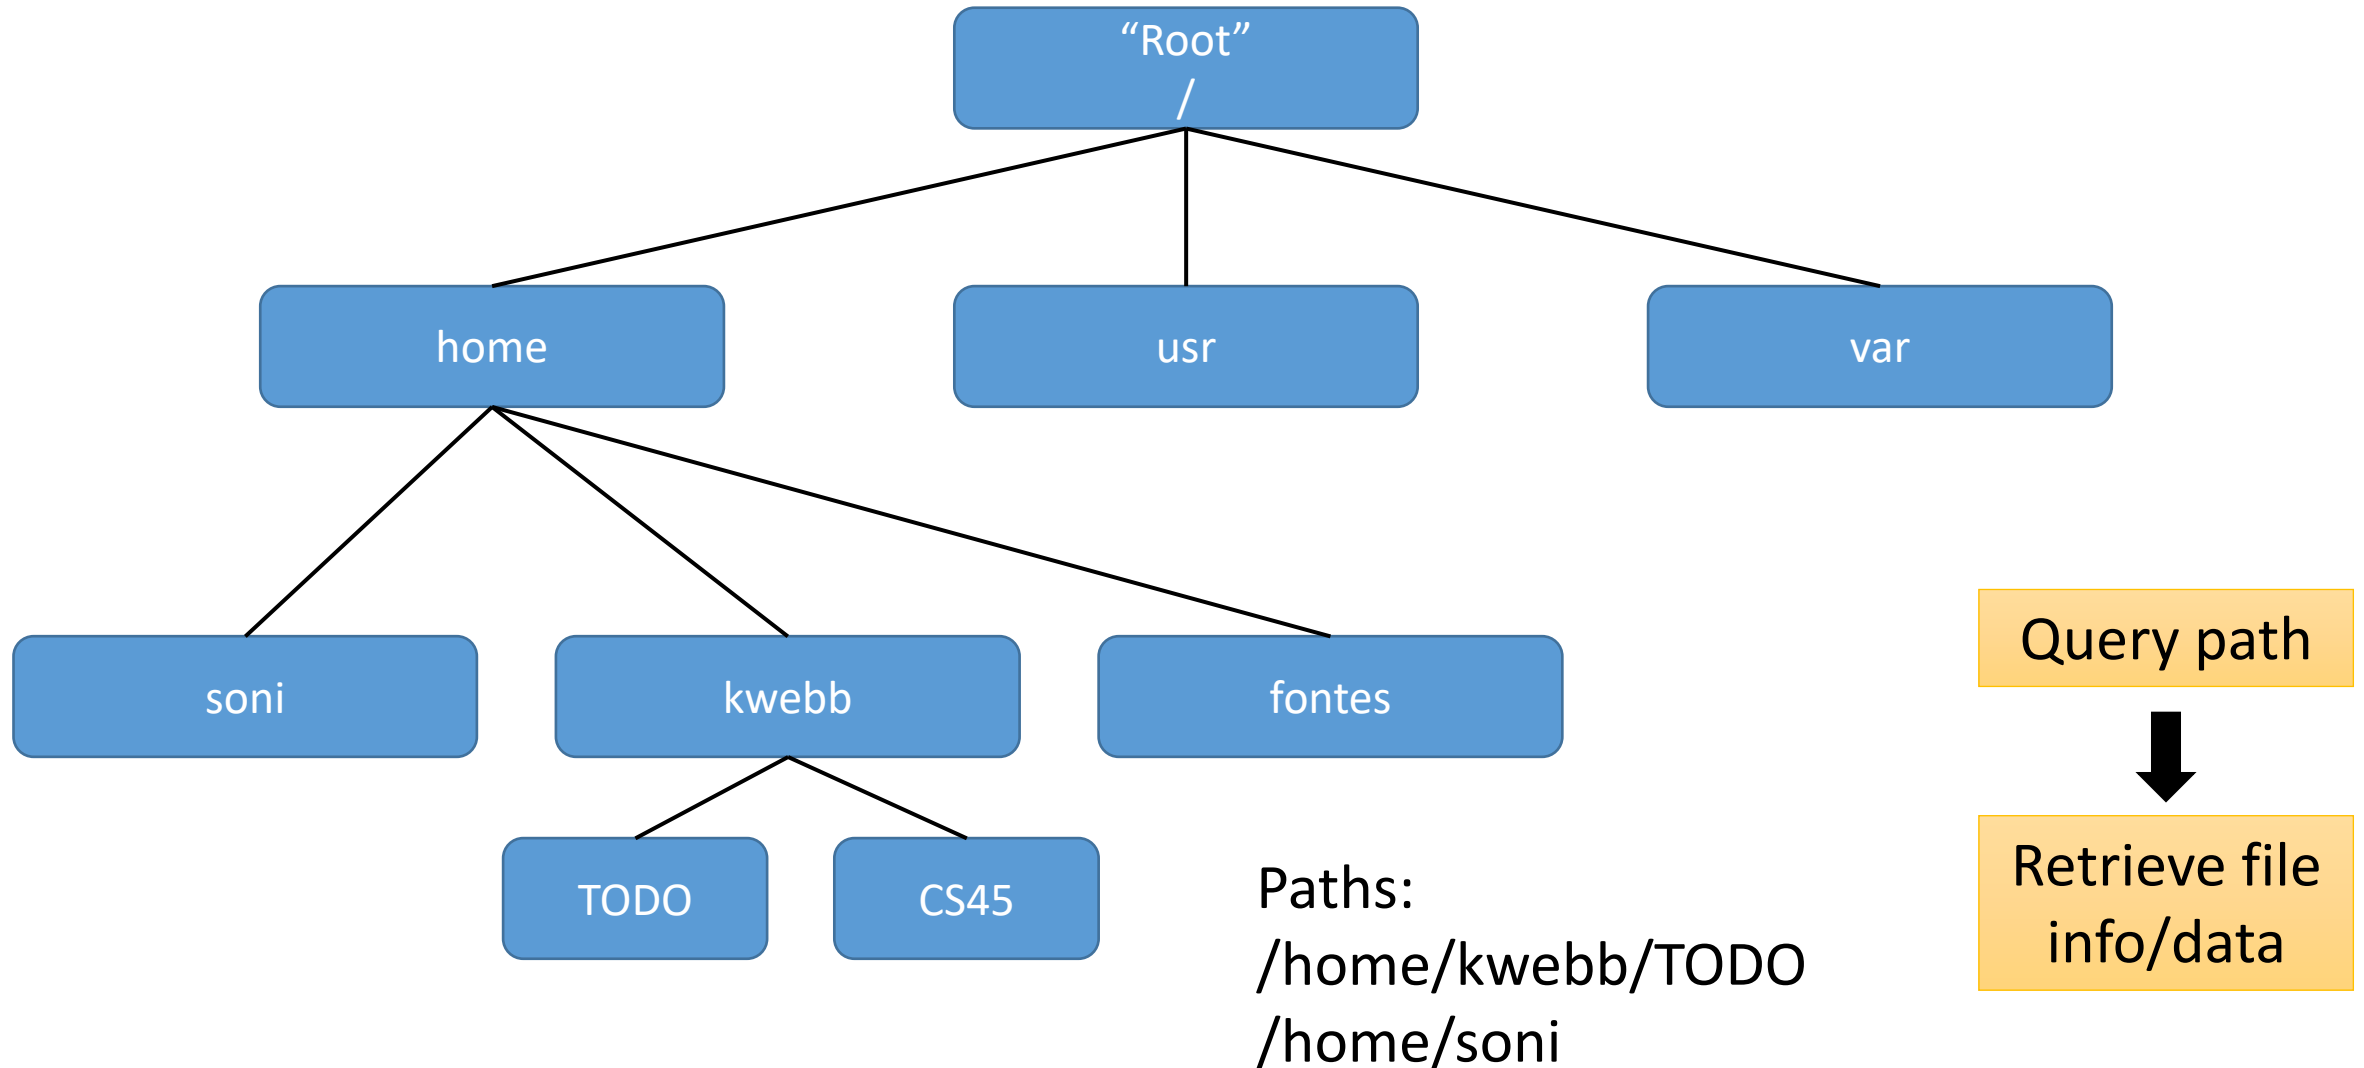 “Root”
/
home
usr
var
soni
kwebb
fontes
TODO
CS45
Paths:
/home/kwebb/TODO
/home/soni
Query path
Retrieve file
info/data